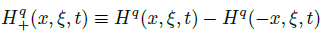 H^q_+(x, ξ, t) ≡ H^q(x, ξ, t) − H^q(−x, ξ, t)